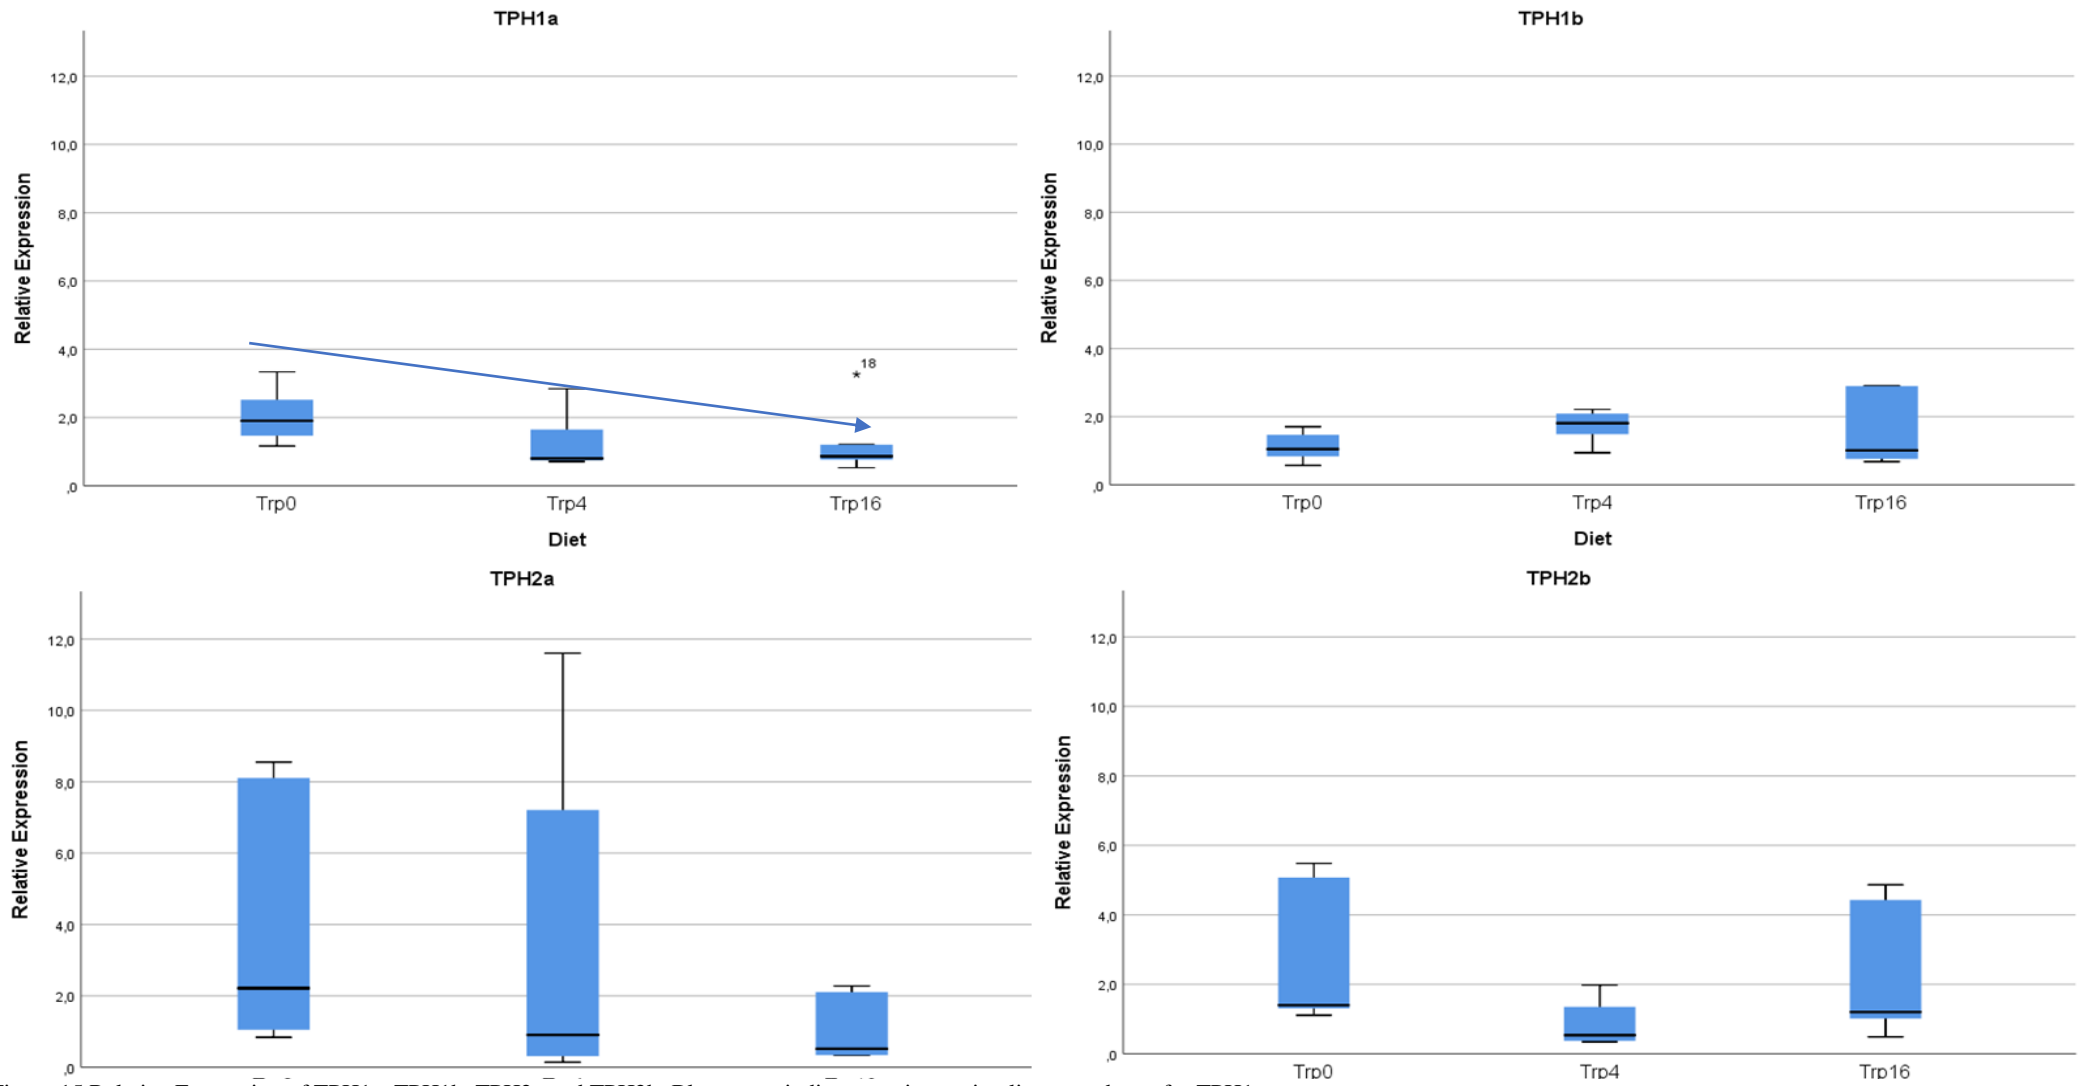 TPH1a
12,0
10,0
8,0
6,0
4,0
2,0
,0
Relative Expression
*18
Trp0 Trp4 Trp16
Diet
TPH1b
12,0
10,0
8,0
6,0
4,0
2,0
,0
Relative Expression
Trp0 Trp4 Trp16
Diet
TPH2a
12,0
10,0
8,0
6,0
4,0
2,0
,0
Relative Expression
TPH2b
12,0
10,0
8,0
6,0
4,0
2,0
,0
Relative Expression
Trp0 Trp4 Trp16